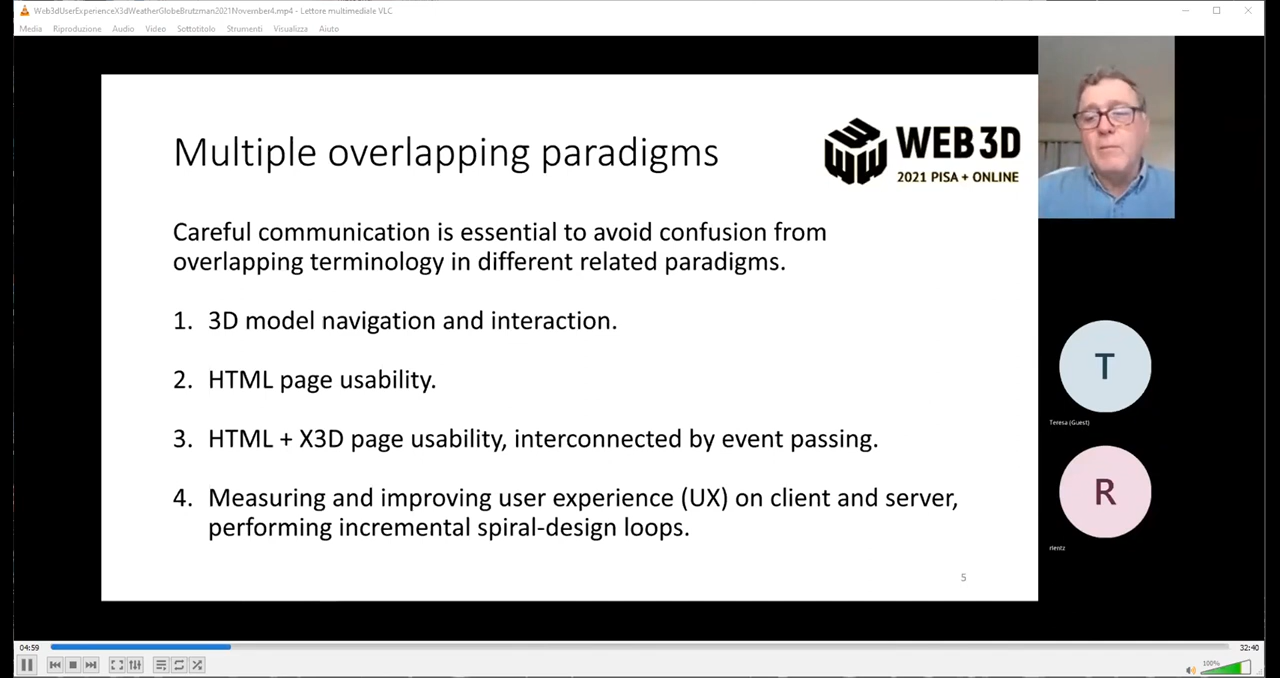 Web3dUserExperienceX3dWeatherGlobeBrutzman2021November4.mp4 - Lettore multimediale VLC
Media Riproduzione Audio Video Sottotitolo Strumenti Visualizza Aiuto
Multiple overlapping paradigms
WEB 3D
2021 PISA + ONLINE
Careful communication is essential to avoid confusion from
overlapping terminology in different related paradigms.
1. 3D model navigation and interaction.
2. HTML page usability.
3. HTML + X3D page usability, interconnected by event passing.
4. Measuring and improving user experience (UX) on client and server,
performing incremental spiral-design loops.
5
T
Teresa (Guest)
R
rlentz
04:59
32:40
100%